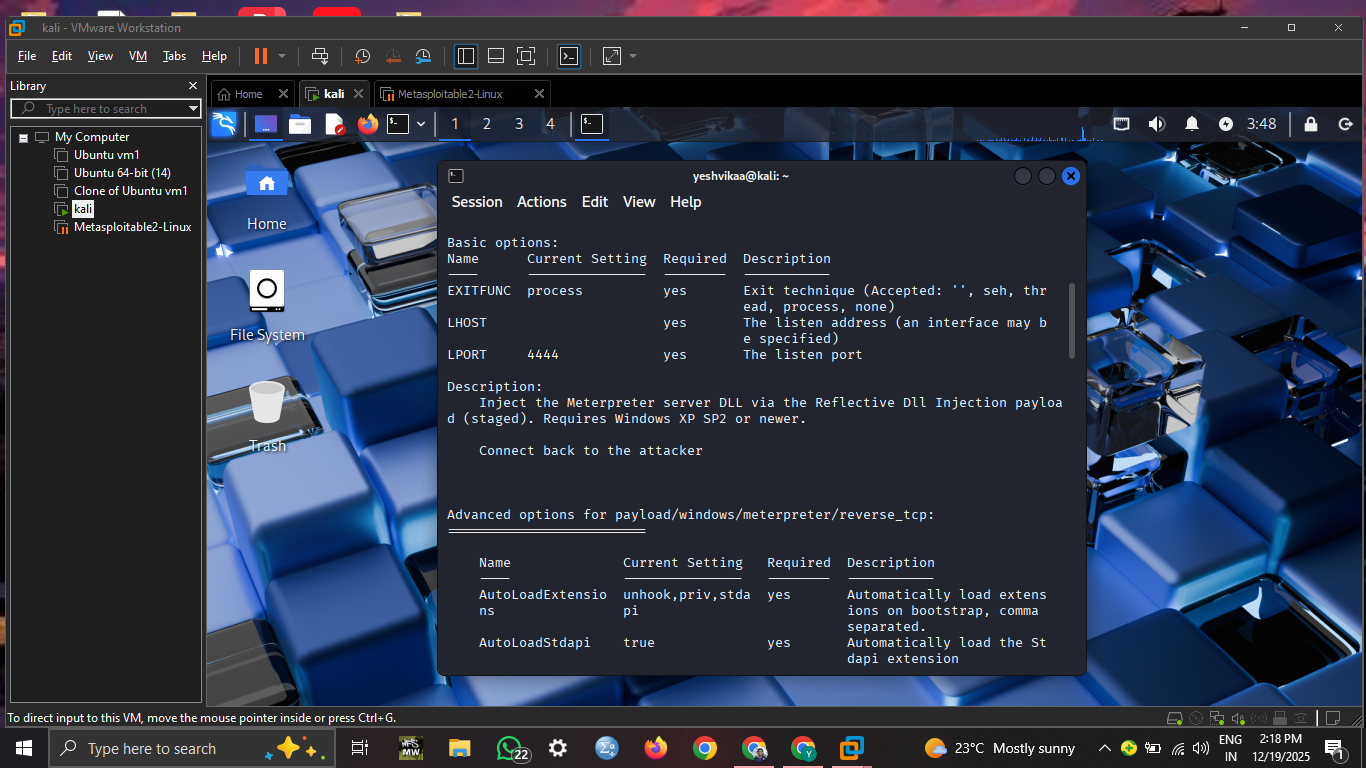 kali - VMware Workstation
File Edit View VM Tabs Help
Library
Type here to search
My Computer
Ubuntu vm1
Ubuntu 64-bit (14)
Clone of Ubuntu vm1
kali
Metasploitable2-Linux
Home kali Metasploitable2-Linux
1 2 3 4 3:48
Home
File System
Trash
yeshvikaa@kali: ~
Session Actions Edit View Help
Basic options:
Name Current Setting Required Description
EXITFUNC process yes Exit technique (Accepted: '', seh, thr
ead, process, none)
LHOST yes The listen address (an interface may b
e specified)
LPORT 4444 yes The listen port
Description:
Inject the Meterpreter server DLL via the Reflective Dll Injection payloa
d (staged). Requires Windows XP SP2 or newer.
Connect back to the attacker
Advanced options for payload/windows/meterpreter/reverse_tcp:
Name Current Setting Required Description
AutoLoadExtensio unhook,priv,stda yes Automatically load extens
ns pi ions on bootstrap, comma
separated.
AutoLoadStdapi true yes Automatically load the St
dapi extension
To direct input to this VM, move the mouse pointer inside or press Ctrl+G.
Type here to search
MW
22
Y
23°C Mostly sunny
ENG
IN
2:18 PM
12/19/2025
1